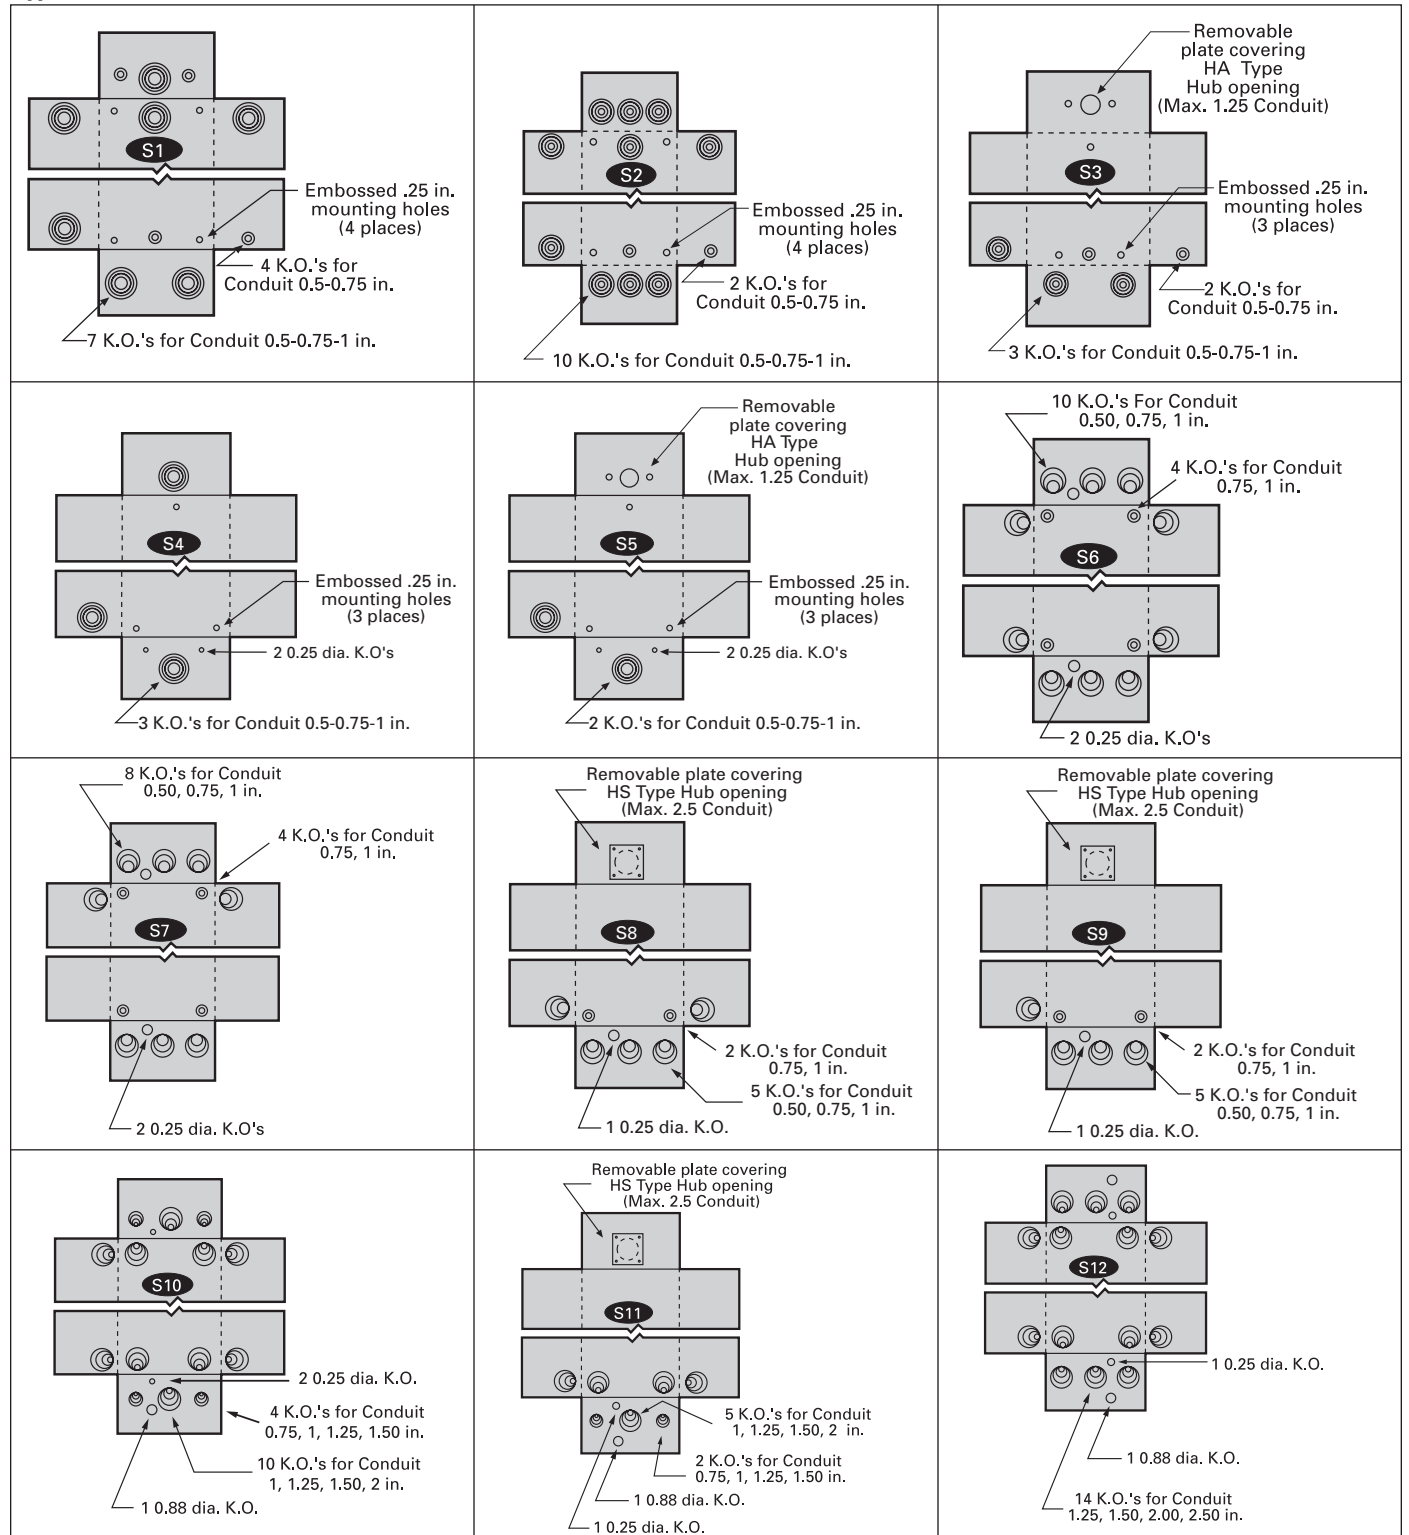 S1
Embossed .25 in.
mounting holes
(4 places)
4 K.O.'s for
Conduit 0.5-0.75 in.
7 K.O.'s for Conduit 0.5-0.75-1 in.
S2
Embossed .25 in.
mounting holes
(4 places)
2 K.O.'s for
Conduit 0.5-0.75 in.
10 K.O.'s for Conduit 0.5-0.75-1 in.
Removable
plate covering
HA Type
Hub opening
(Max. 1.25 Conduit)
S3
Embossed .25 in.
mounting holes
(3 places)
2 K.O.'s for
Conduit 0.5-0.75 in.
3 K.O.'s for Conduit 0.5-0.75-1 in.
S4
Embossed .25 in.
mounting holes
(3 places)
2 0.25 dia. K.O's
3 K.O.'s for Conduit 0.5-0.75-1 in.
Removable
plate covering
HA Type
Hub opening
(Max. 1.25 Conduit)
S5
Embossed .25 in.
mounting holes
(3 places)
2 0.25 dia. K.O's
2 K.O.'s for Conduit 0.5-0.75-1 in.
10 K.O.'s For Conduit
0.50, 0.75, 1 in.
4 K.O.'s for Conduit
0.75, 1 in.
S6
2 0.25 dia. K.O's
8 K.O.'s for Conduit
0.50, 0.75, 1 in.
4 K.O.'s for Conduit
0.75, 1 in.
S7
2 0.25 dia. K.O's
Removable plate covering
HS Type Hub opening
(Max. 2.5 Conduit)
S8
2 K.O.'s for Conduit
0.75, 1 in.
5 K.O.'s for Conduit
0.50, 0.75, 1 in.
1 0.25 dia. K.O.
Removable plate covering
HS Type Hub opening
(Max. 2.5 Conduit)
S9
2 K.O.'s for Conduit
0.75, 1 in.
5 K.O.'s for Conduit
0.50, 0.75, 1 in.
1 0.25 dia. K.O.
S10
2 0.25 dia. K.O.
4 K.O.'s for Conduit
0.75, 1, 1.25, 1.50 in.
10 K.O.'s for Conduit
1, 1.25, 1.50, 2 in.
1 0.88 dia. K.O.
Removable plate covering
HS Type Hub opening
(Max. 2.5 Conduit)
S11
5 K.O.'s for Conduit
1, 1.25, 1.50, 2 in.
2 K.O.'s for Conduit
0.75, 1, 1.25, 1.50 in.
1 0.88 dia. K.O.
1 0.25 dia. K.O.
S12
1 0.25 dia. K.O.
1 0.88 dia. K.O.
14 K.O.'s for Conduit
1.25, 1.50, 2.00, 2.50 in.